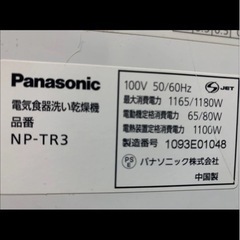 Panasonic
電気食器洗い乾燥機
品番
NP-TR3
100V 50/60Hz
最大消費電力 1165/1180W
電動機定格消費電力 65/80W
電熱装置定格消費電力 1100W
製造番号 1093E01048
パナソニック株式会社
中国製
S JET
PS E